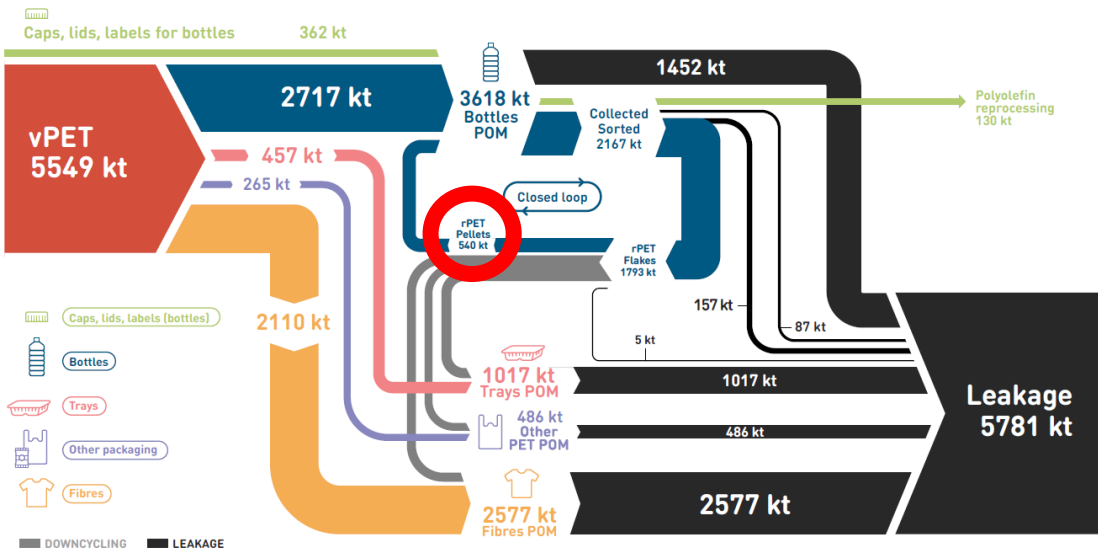 Caps, lids, labels for bottles 362 kt
vPET
5549 kt
2717 kt
3618 kt
Bottles
POM
1452 kt
Collected
Sorted
2167 kt
Polyolefin
reprocessing
130 kt
457 kt
265 kt
Closed loop
rPET
Pellets
540 kt
rPET
Flakes
1793 kt
157 kt
87 kt
5 kt
2110 kt
Caps, lids, labels (bottles)
Bottles
Trays
Other packaging
Fibres
1017 kt
Trays POM
1017 kt
486 kt
Other
PET POM
486 kt
2577 kt
Fibres POM
2577 kt
Leakage
5781 kt
DOWNCYCLING LEAKAGE